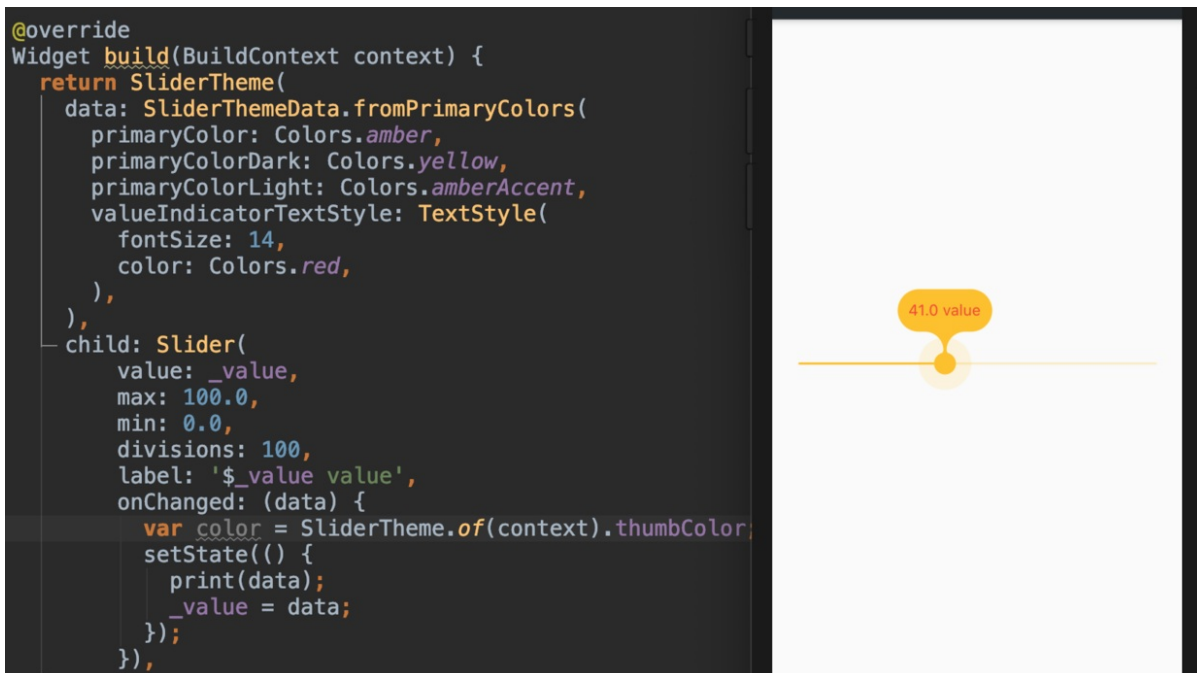 @override
Widget build(BuildContext context) {
  return SliderTheme(
    data: SliderThemeData.fromPrimaryColors(
      primaryColor: Colors.amber,
      primaryColorDark: Colors.yellow,
      primaryColorLight: Colors.amberAccent,
      valueIndicatorTextStyle: TextStyle(
        fontSize: 14,
        color: Colors.red,
      ),
    ),
    child: Slider(
        value: _value,
        max: 100.0,
        min: 0.0,
        divisions: 100,
        label: '$_value value',
        onChanged: (data) {
          var color = SliderTheme.of(context).thumbColor;
          setState(() {
            print(data);
            _value = data;
          });
        }),
41.0 value